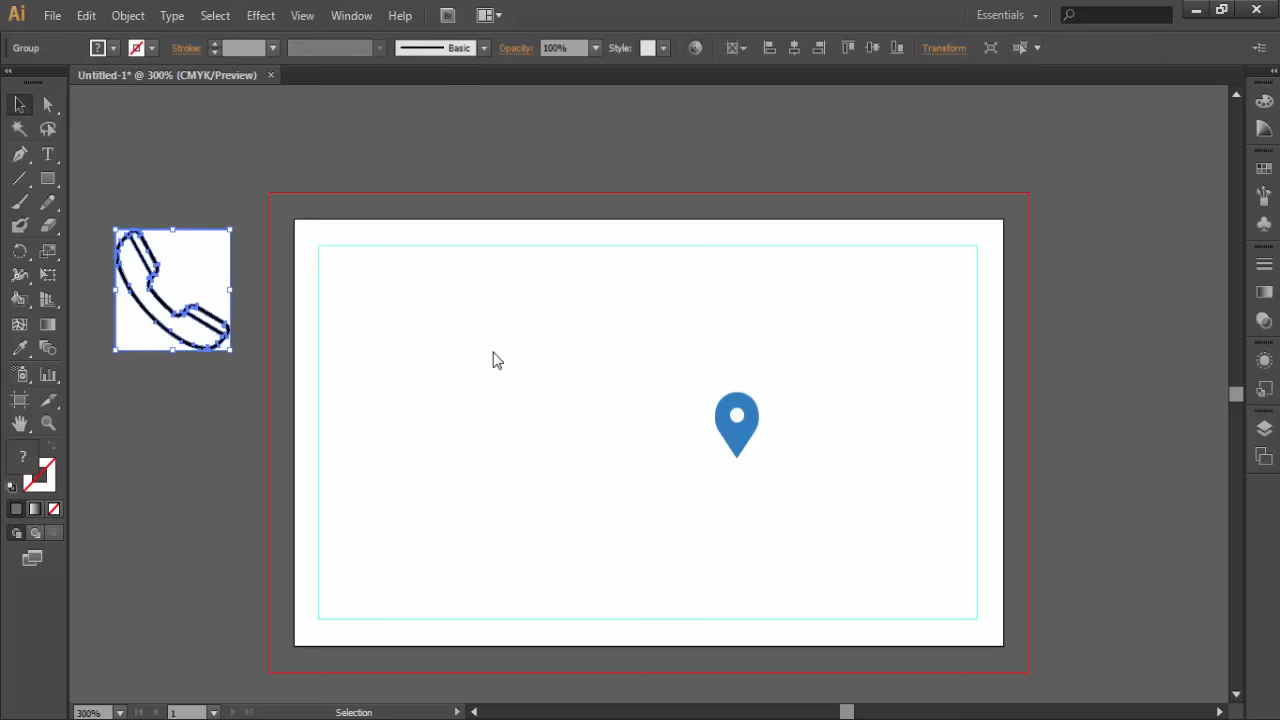 Ai File Edit Object Type Select Effect View Window Help Br Essentials
Group ? Stroke: Basic Opacity: 100% Style: Transform
Untitled-1* @ 300% (CMYK/Preview) ×
T
?
300% 1 Selection